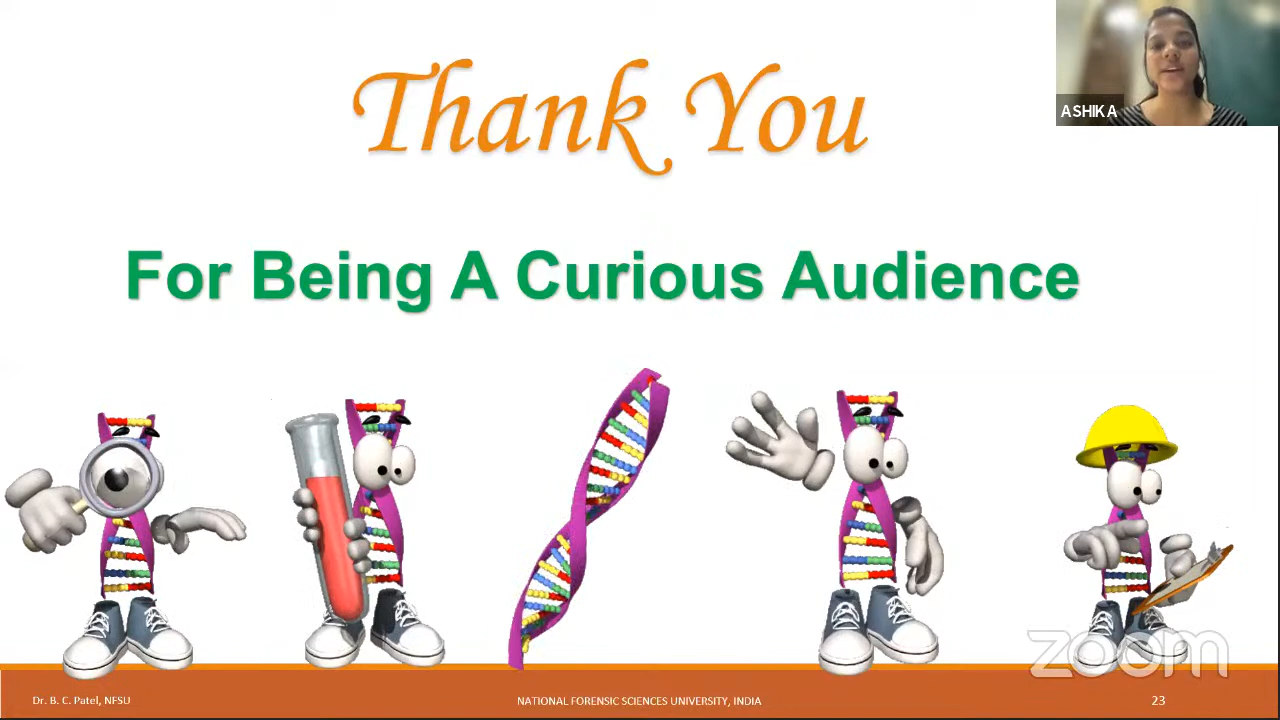 Thank You
ASHIKA
For Being A Curious Audience
zoom
Dr. B. C. Patel, NFSU
NATIONAL FORENSIC SCIENCES UNIVERSITY, INDIA
23